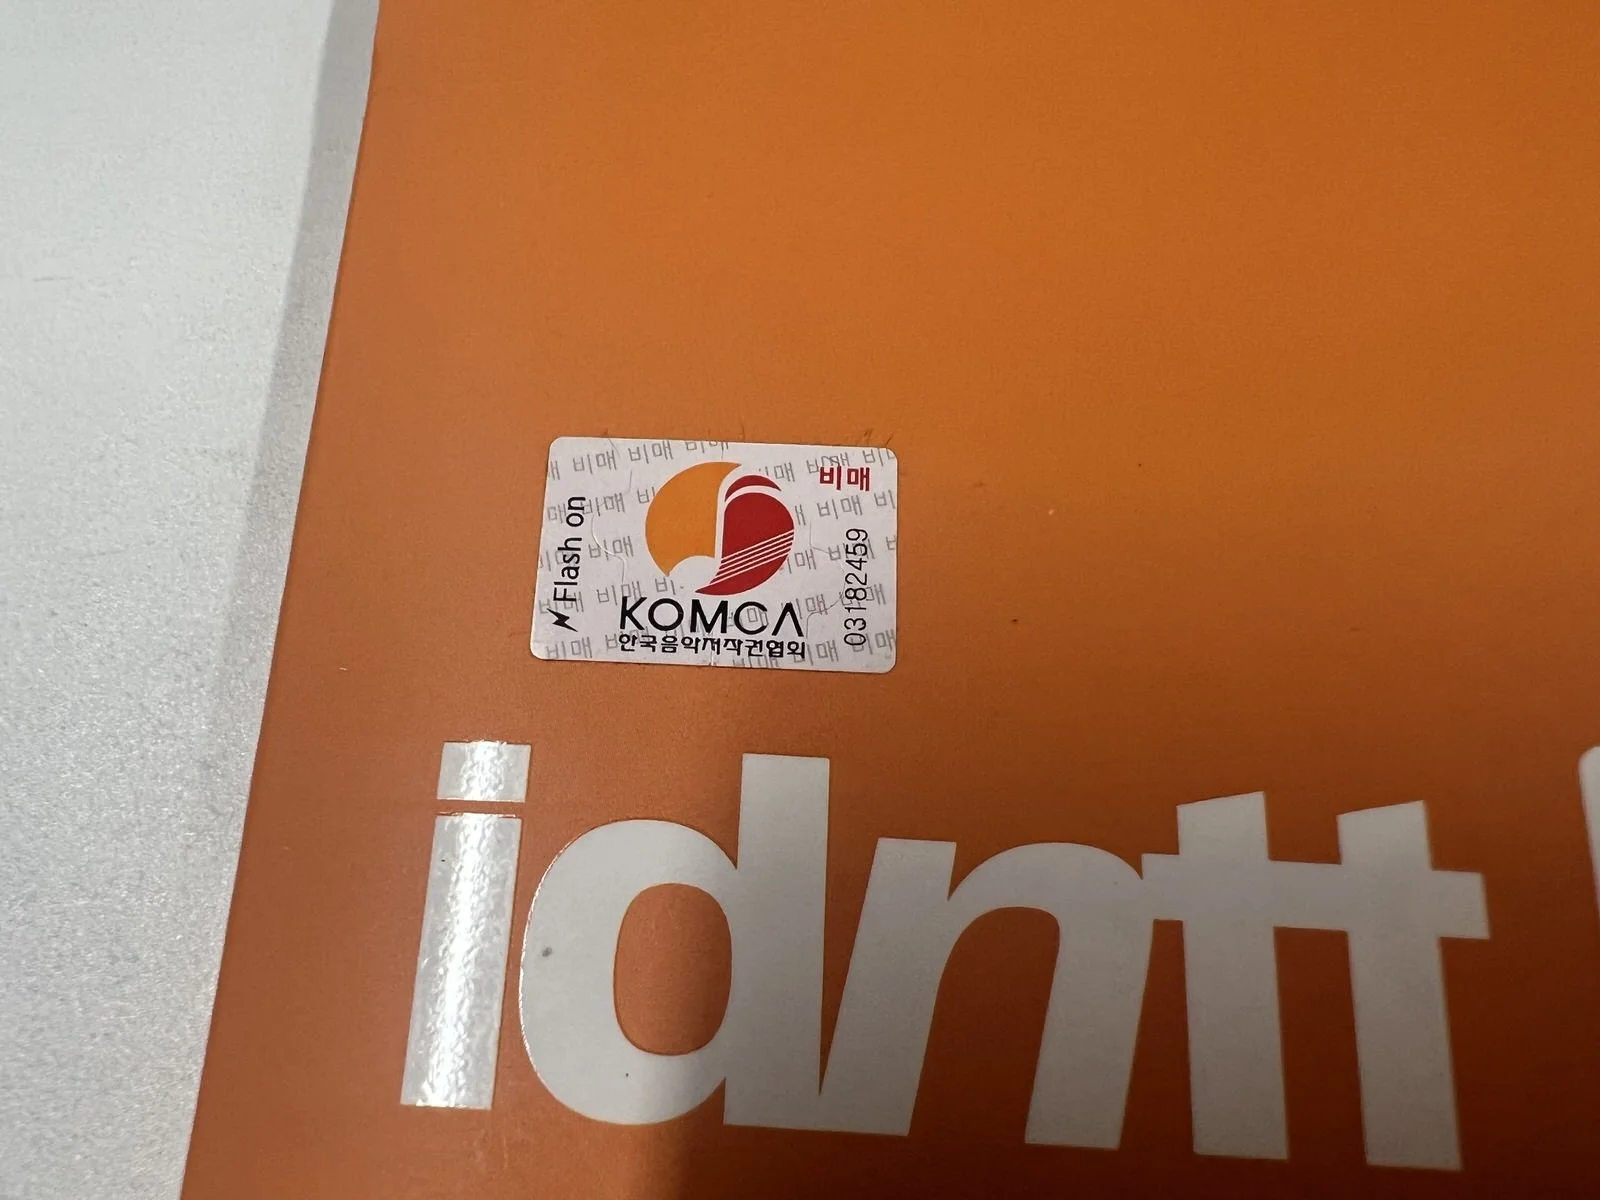 비매
Flash on
03182459
KOMCA
한국음악저작권협회
idntt